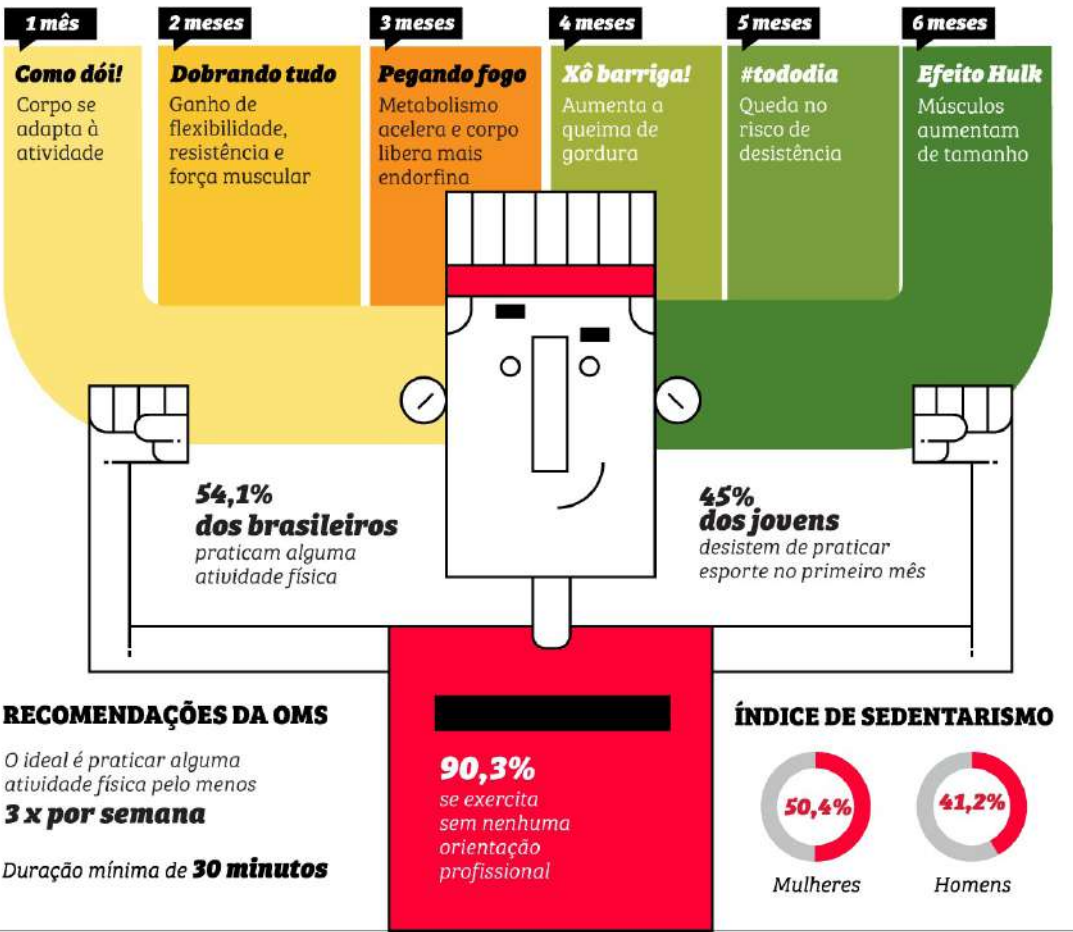 1 mês
Como dói!
Corpo se
adapta à
atividade
2 meses
Dobrando tudo
Ganho de
flexibilidade,
resistência e
força muscular
3 meses
Pegando fogo
Metabolismo
acelera e corpo
libera mais
endorfina
4 meses
Xô barriga!
Aumenta a
queima de
gordura
5 meses
#tododia
Queda no
risco de
desistência
6 meses
Efeito Hulk
Músculos
aumentam
de tamanho
54,1%
dos brasileiros
praticam alguma
atividade física
45%
dos jovens
desistem de praticar
esporte no primeiro mês
RECOMENDAÇÕES DA OMS
O ideal é praticar alguma
atividade física pelo menos
3 x por semana
Duração mínima de 30 minutos
90,3%
se exercita
sem nenhuma
orientação
profissional
ÍNDICE DE SEDENTARISMO
50,4%
Mulheres
41,2%
Homens